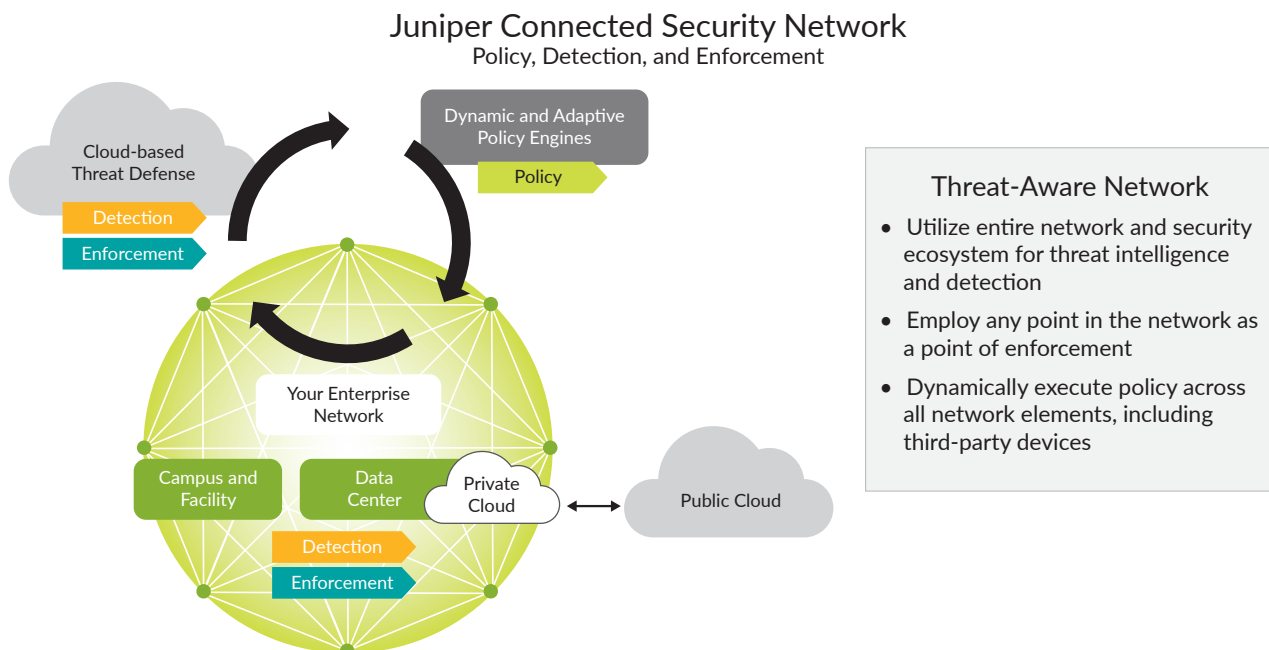 Juniper Connected Security Network
Policy, Detection, and Enforcement
Cloud-based
Threat Defense
Detection
Enforcement
Dynamic and Adaptive
Policy Engines
Policy
Your Enterprise
Network
Campus and
Facility
Data
Center
Private
Cloud
Detection
Enforcement
Public Cloud
Threat-Aware Network
• Utilize entire network and security
ecosystem for threat intelligence
and detection
• Employ any point in the network as
a point of enforcement
• Dynamically execute policy across
all network elements, including
third-party devices